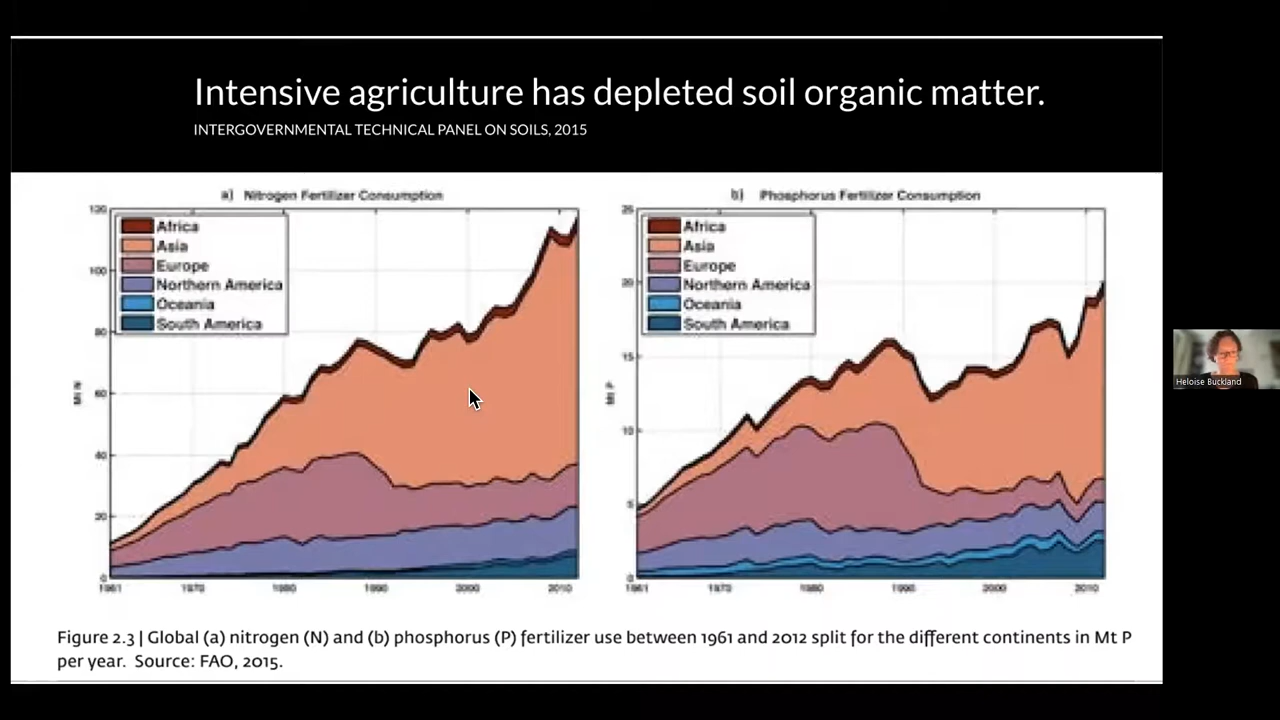 Intensive agriculture has depleted soil organic matter.
INTERGOVERNMENTAL TECHNICAL PANEL ON SOILS, 2015
a) Nitrogen Fertilizer Consumption
120
100
80
60
40
20
0
Mt N
Africa
Asia
Europe
Northern America
Oceania
South America
1961 1970 1980 1990 2000 2010
b) Phosphorus Fertilizer Consumption
25
20
15
10
5
0
Mt P
Africa
Asia
Europe
Northern America
Oceania
South America
1961 1970 1980 1990 2000 2010
Figure 2.3 | Global (a) nitrogen (N) and (b) phosphorus (P) fertilizer use between 1961 and 2012 split for the different continents in Mt P
per year. Source: FAO, 2015.
Heloise Buckland